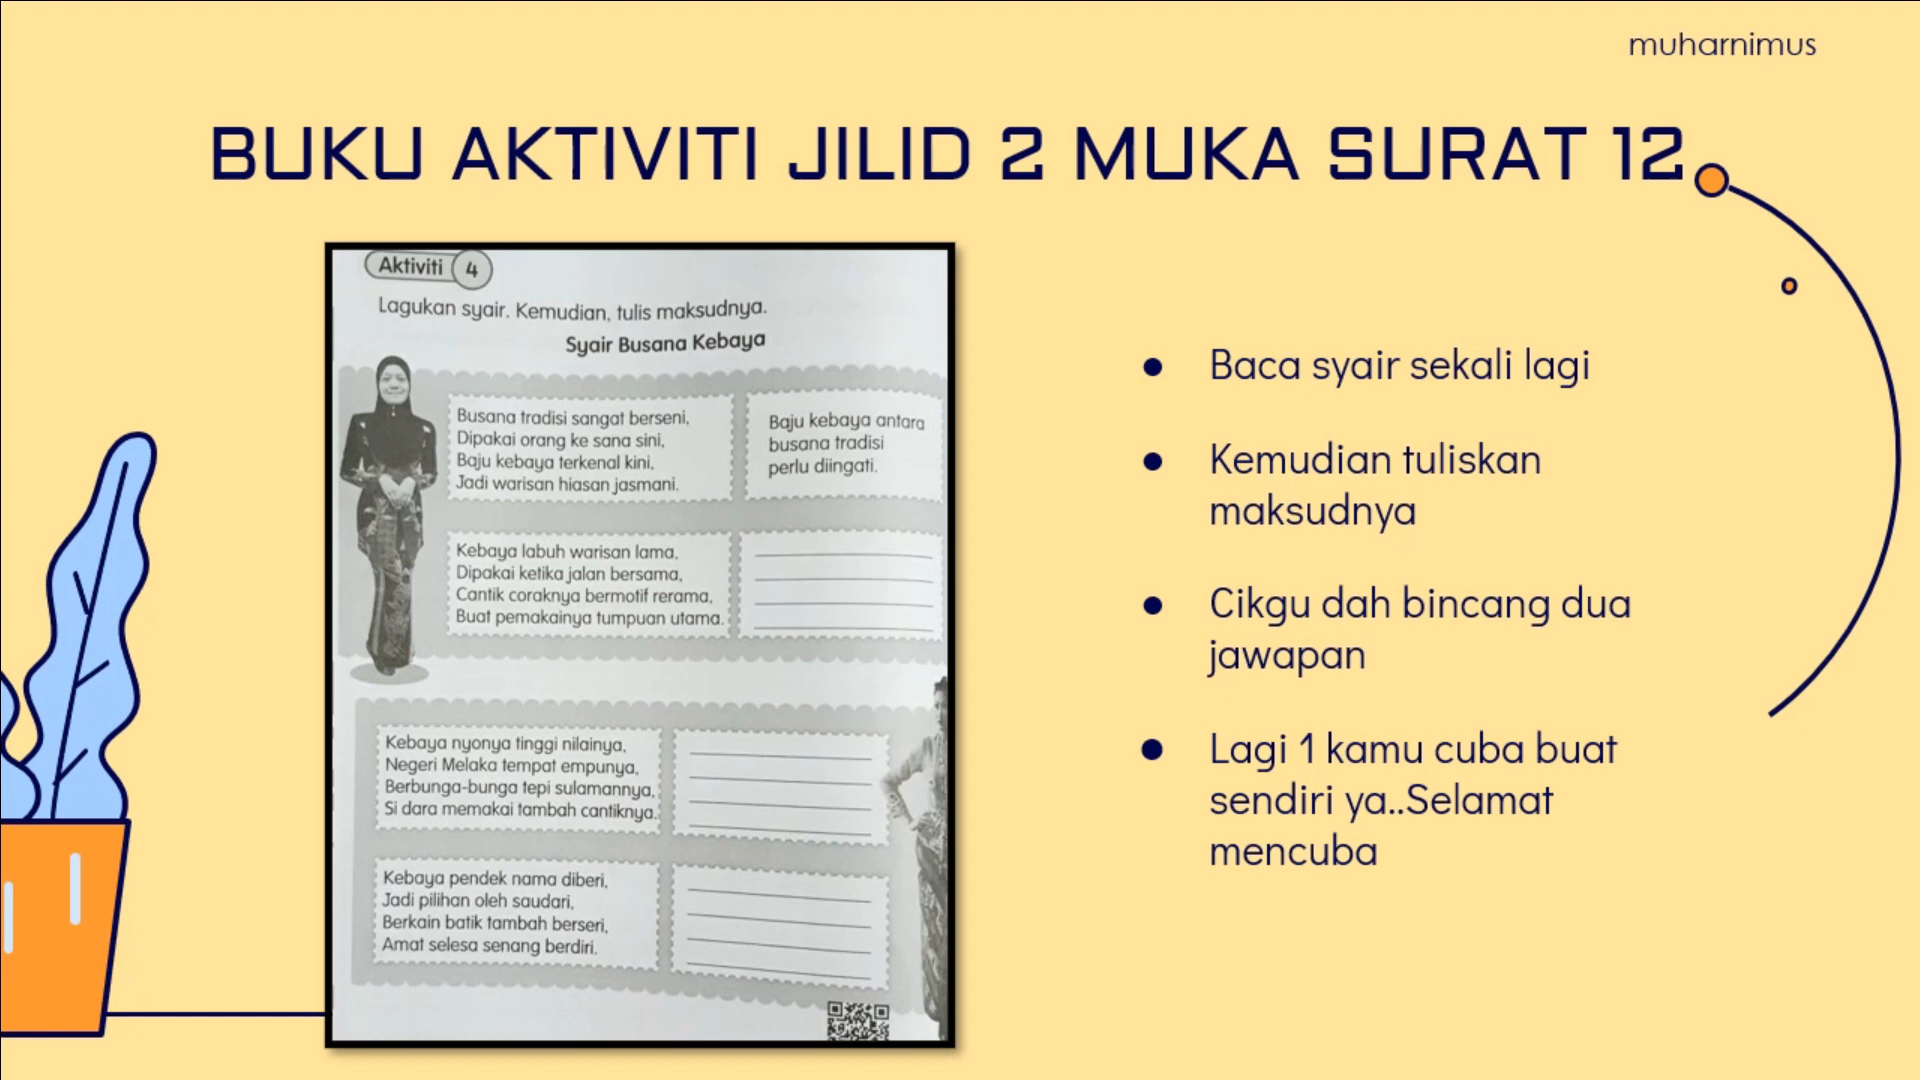 muharnimus
BUKU AKTIVITI JILID 2 MUKA SURAT 12
Aktiviti 4
Lagukan syair. Kemudian, tulis maksudnya.
Syair Busana Kebaya
Busana tradisi sangat berseni,
Dipakai orang ke sana sini,
Baju kebaya terkenal kini,
Jadi warisan hiasan jasmani.
Baju kebaya antara
busana tradisi
perlu diingati.
Kebaya labuh warisan lama,
Dipakai ketika jalan bersama,
Cantik coraknya bermotif rerama,
Buat pemakainya tumpuan utama.
Kebaya nyonya tinggi nilainya,
Negeri Melaka tempat empunya,
Berbunga-bunga tepi sulamannya,
Si dara memakai tambah cantiknya.
Kebaya pendek nama diberi,
Jadi pilihan oleh saudari,
Berkain batik tambah berseri,
Amat selesa senang berdiri.
● Baca syair sekali lagi
● Kemudian tuliskan
maksudnya
● Cikgu dah bincang dua
jawapan
● Lagi 1 kamu cuba buat
sendiri ya..Selamat
mencuba